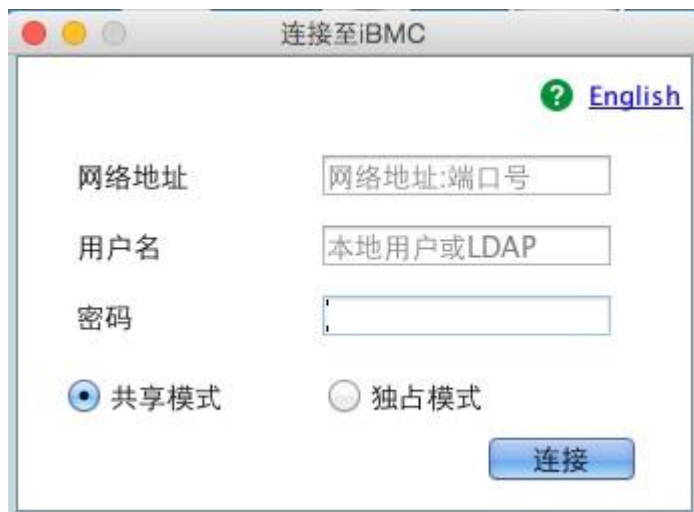 连接至iBMC
? English
网络地址 网络地址:端口号
用户名 本地用户或LDAP
密码
共享模式 独占模式
连接